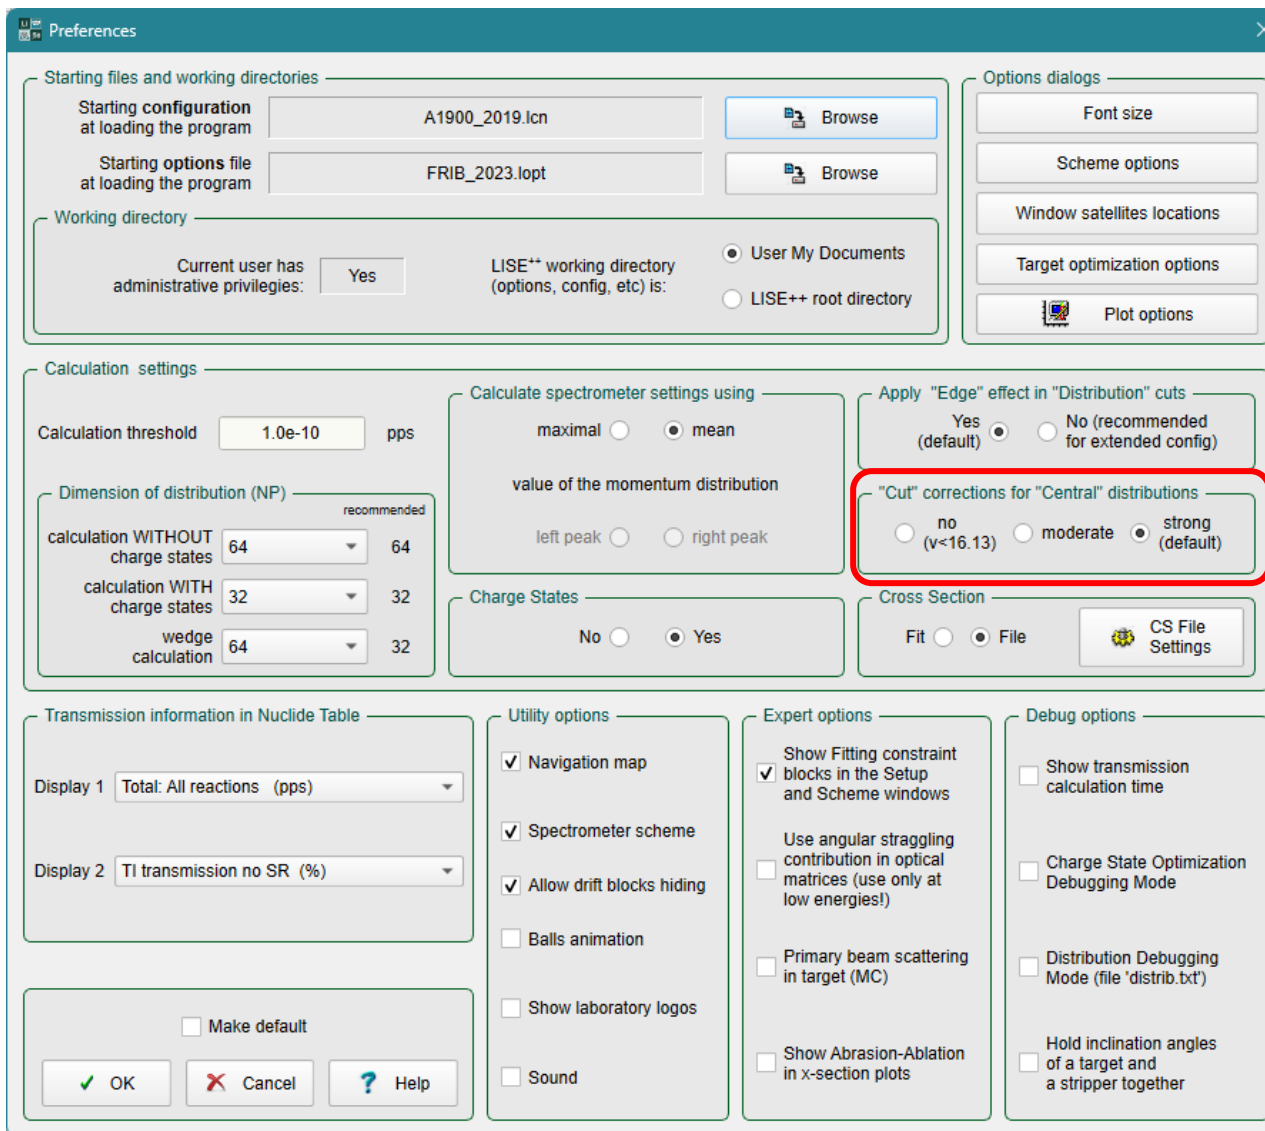 Preferences
Starting files and working directories
Starting configuration
at loading the program
A1900_2019.lcn
Browse
Starting options file
at loading the program
FRIB_2023.lopt
Browse
Working directory
Current user has
administrative privilegies:
Yes
LISE++ working directory
(options, config, etc) is:
User My Documents
LISE++ root directory
Options dialogs
Font size
Scheme options
Window satellites locations
Target optimization options
Plot options
Calculation settings
Calculation threshold
1.0e-10
pps
Dimension of distribution (NP)
recommended
calculation WITHOUT
charge states
64
64
calculation WITH
charge states
32
32
wedge
calculation
64
32
Calculate spectrometer settings using
maximal
mean
value of the momentum distribution
left peak
right peak
Charge States
No
Yes
Apply "Edge" effect in "Distribution" cuts
Yes
(default)
No (recommended
for extended config)
"Cut" corrections for "Central" distributions
no
(v<16.13)
moderate
strong
(default)
Cross Section
Fit
File
CS File
Settings
Transmission information in Nuclide Table
Display 1
Total: All reactions (pps)
Display 2
TI transmission no SR (%)
Make default
OK
Cancel
Help
Utility options
Navigation map
Spectrometer scheme
Allow drift blocks hiding
Balls animation
Show laboratory logos
Sound
Expert options
Show Fitting constraint
blocks in the Setup
and Scheme windows
Use angular straggling
contribution in optical
matrices (use only at
low energies!)
Primary beam scattering
in target (MC)
Show Abrasion-Ablation
in x-section plots
Debug options
Show transmission
calculation time
Charge State Optimization
Debugging Mode
Distribution Debugging
Mode (file 'distrib.txt')
Hold inclination angles
of a target and
a stripper together